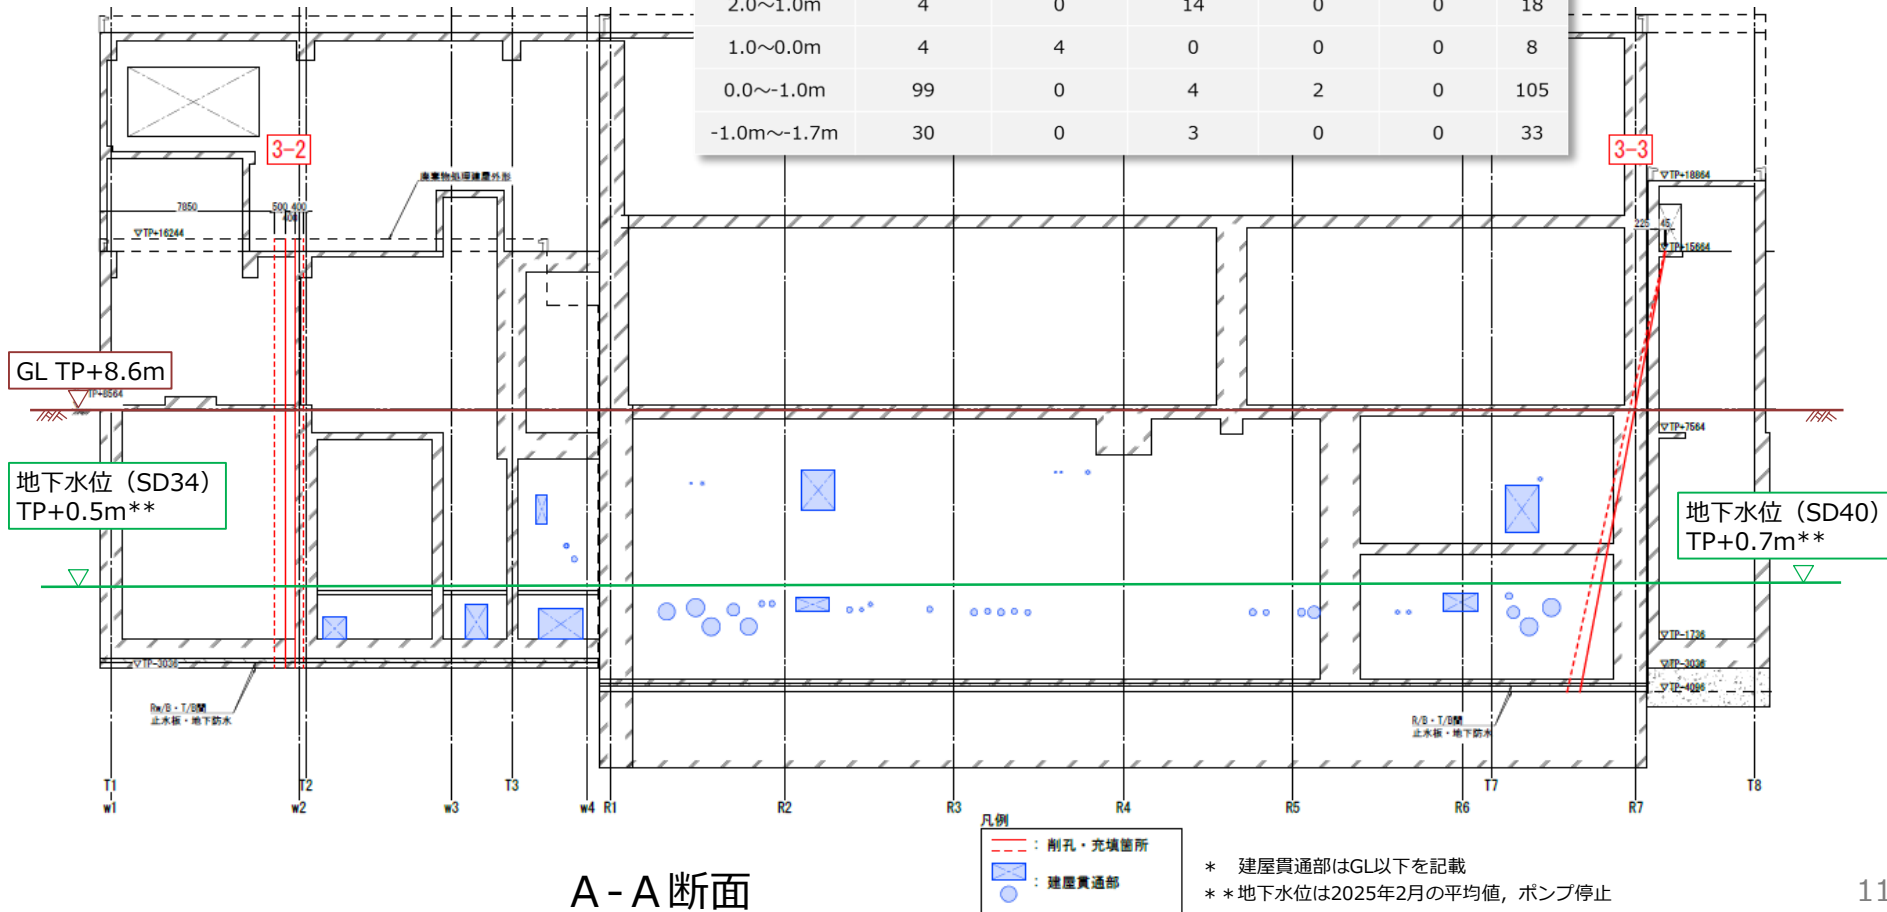 2.0～1.0m 4 0 14 0 0 18
1.0～0.0m 4 4 0 0 0 8
0.0～-1.0m 99 0 4 2 0 105
-1.0m～-1.7m 30 0 3 0 0 33
3-2
3-3
廃棄物処理建屋外形
▽TP+18864
7850
500 400
400
225 45
▽TP+16244
▽TP+15664
GL TP+8.6m
TP+8564
▽TP+7564
地下水位（SD34）
TP+0.5m**
地下水位（SD40）
TP+0.7m**
▽TP-1736
▽TP-3036
▽TP-3036
▽TP-4096
Rw/B・T/B間
止水板・地下防水
R/B・T/B間
止水板・地下防水
T1 T2 T3 T7 T8
w1 w2 w3 w4 R1 R2 R3 R4 R5 R6 R7
凡例
：削孔・充填箇所
：建屋貫通部
A-A断面
＊ 建屋貫通部はGL以下を記載
＊＊地下水位は2025年2月の平均値，ポンプ停止
11